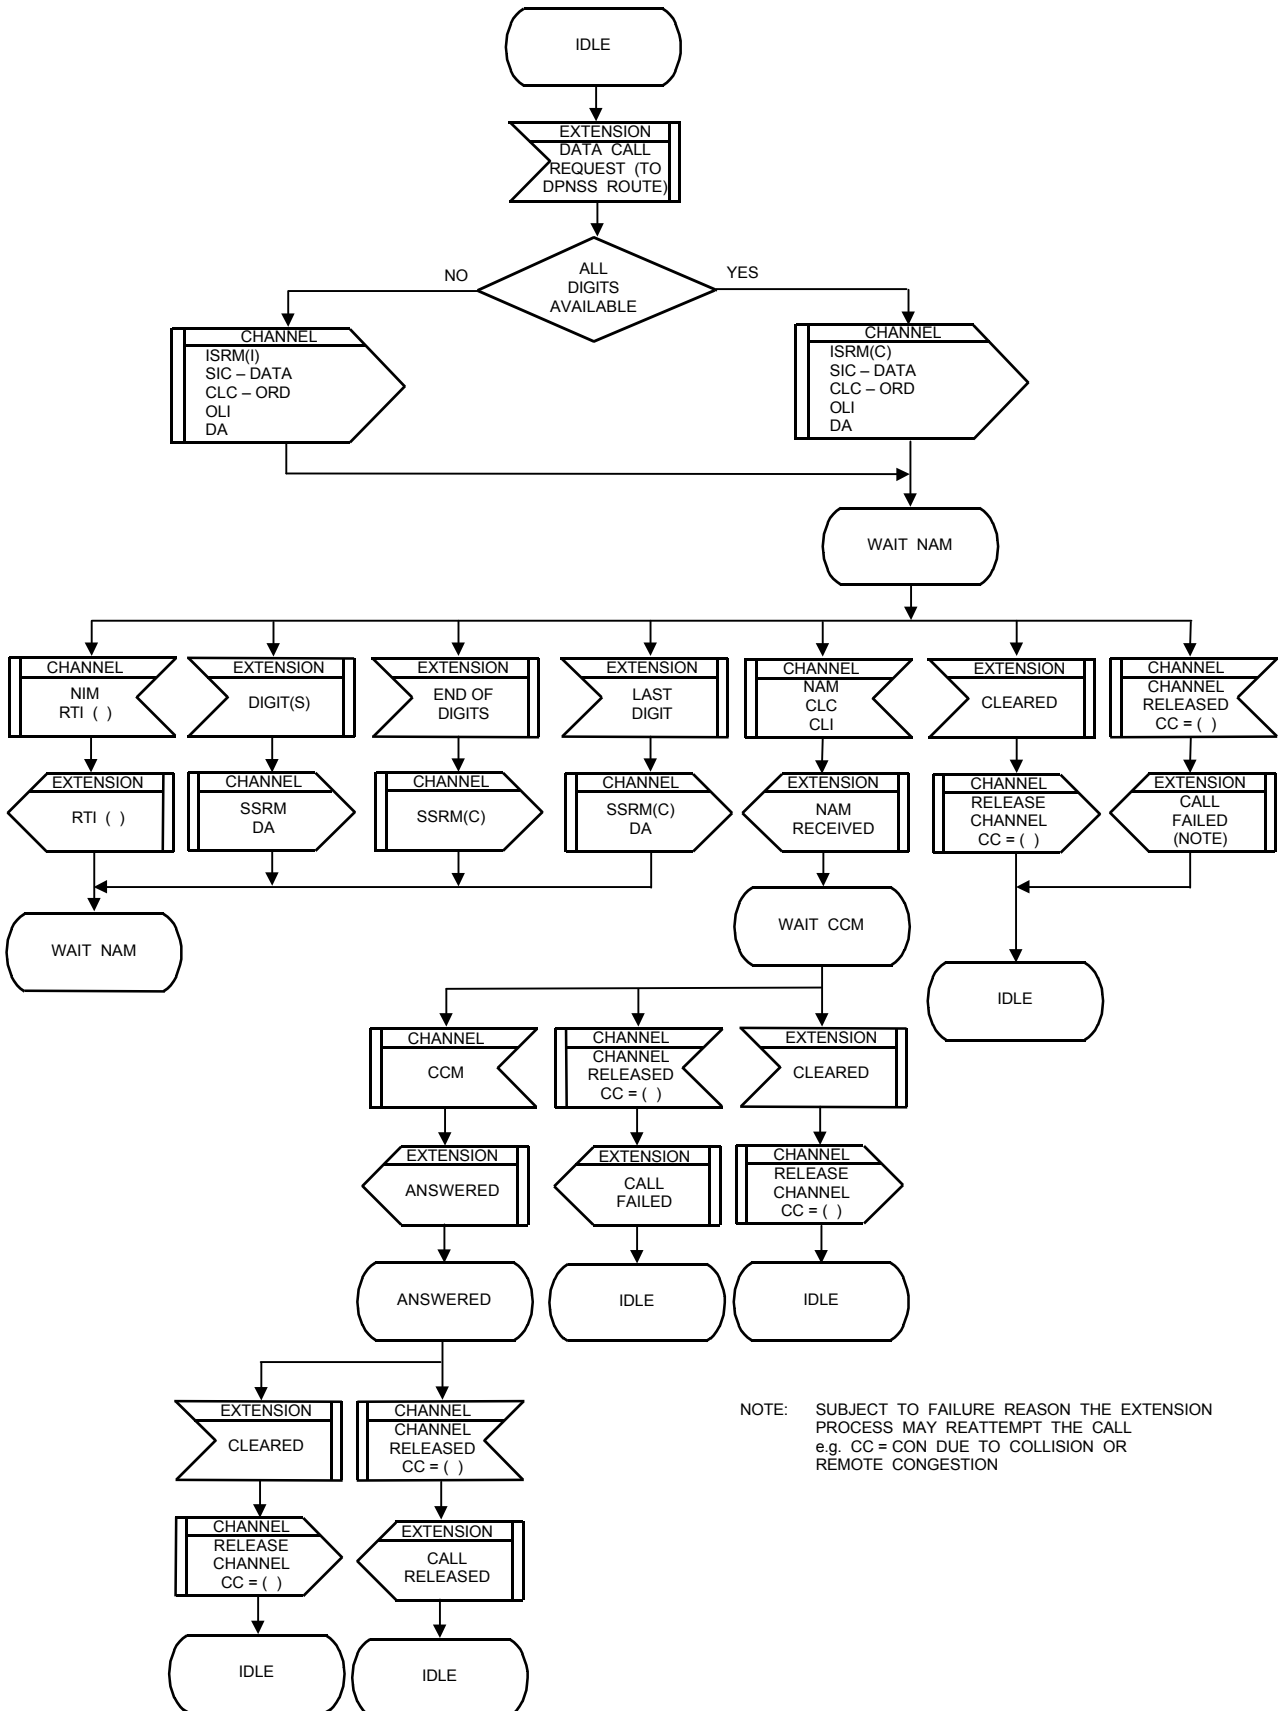 IDLE
EXTENSION
DATA CALL
REQUEST (TO
DPNSS ROUTE)
ALL
DIGITS
AVAILABLE
NO
YES
CHANNEL
ISRM(I)
SIC – DATA
CLC – ORD
OLI
DA
CHANNEL
ISRM(C)
SIC – DATA
CLC – ORD
OLI
DA
WAIT NAM
CHANNEL
NIM
RTI ( )
EXTENSION
DIGIT(S)
EXTENSION
END OF
DIGITS
EXTENSION
LAST
DIGIT
CHANNEL
NAM
CLC
CLI
EXTENSION
CLEARED
CHANNEL
CHANNEL
RELEASED
CC = ( )
EXTENSION
RTI ( )
CHANNEL
SSRM
DA
CHANNEL
SSRM(C)
CHANNEL
SSRM(C)
DA
EXTENSION
NAM
RECEIVED
CHANNEL
RELEASE
CHANNEL
CC = ( )
EXTENSION
CALL
FAILED
(NOTE)
WAIT NAM
WAIT CCM
IDLE
CHANNEL
CCM
CHANNEL
CHANNEL
RELEASED
CC = ( )
EXTENSION
CLEARED
EXTENSION
ANSWERED
EXTENSION
CALL
FAILED
CHANNEL
RELEASE
CHANNEL
CC = ( )
ANSWERED
IDLE
IDLE
EXTENSION
CLEARED
CHANNEL
CHANNEL
RELEASED
CC = ( )
NOTE: SUBJECT TO FAILURE REASON THE EXTENSION
PROCESS MAY REATTEMPT THE CALL
e.g. CC = CON DUE TO COLLISION OR
REMOTE CONGESTION
CHANNEL
RELEASE
CHANNEL
CC = ( )
EXTENSION
CALL
RELEASED
IDLE
IDLE